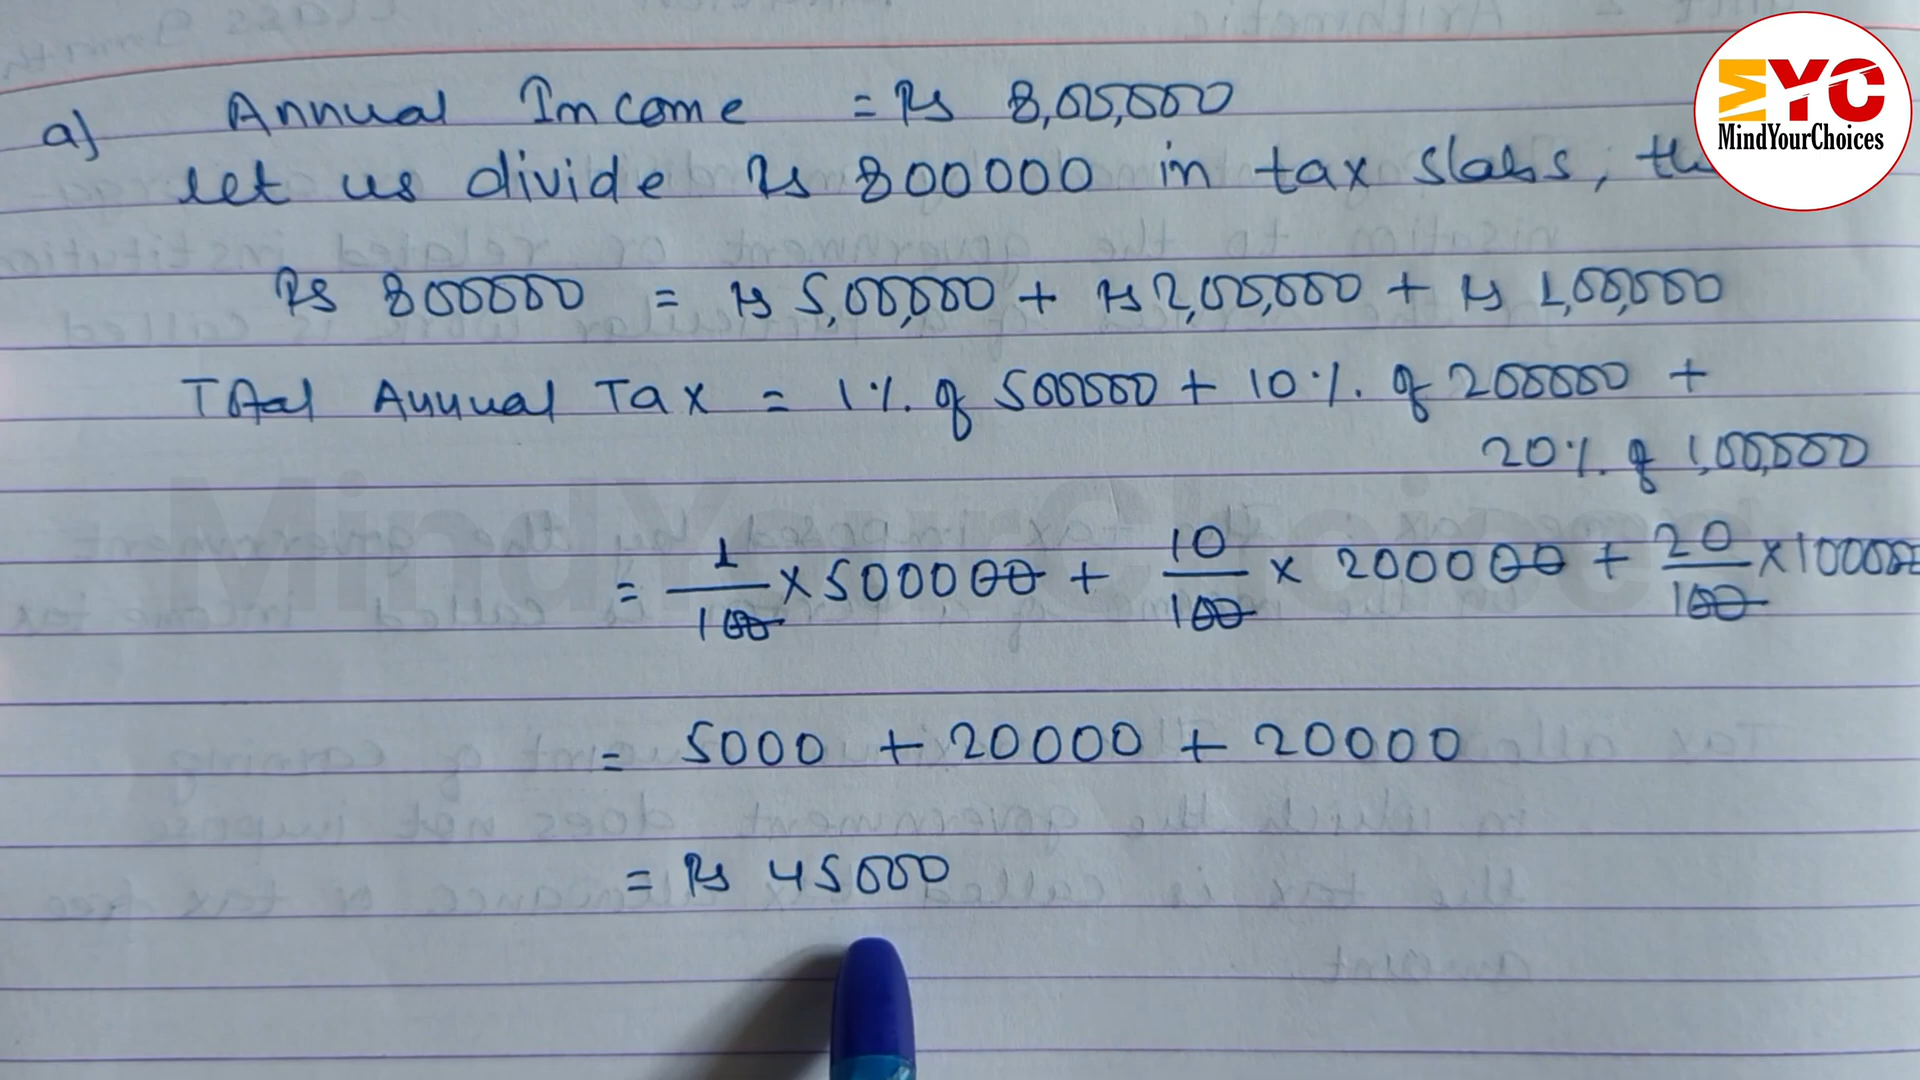 MYC
MindYourChoices
a) Annual Income = Rs 8,00,000
let us divide Rs 800000 in tax slabs,
Rs 800000 = Rs 5,00,000 + Rs 2,00,000 + Rs 1,00,000
Total Annual Tax = 1% of 500000 + 10% of 200000 +
20% of 1,00,000
= 1/100 × 500000 + 10/100 × 200000 + 20/100 × 100000
= 5000 + 20000 + 20000
= Rs 45000
MindYourChoices